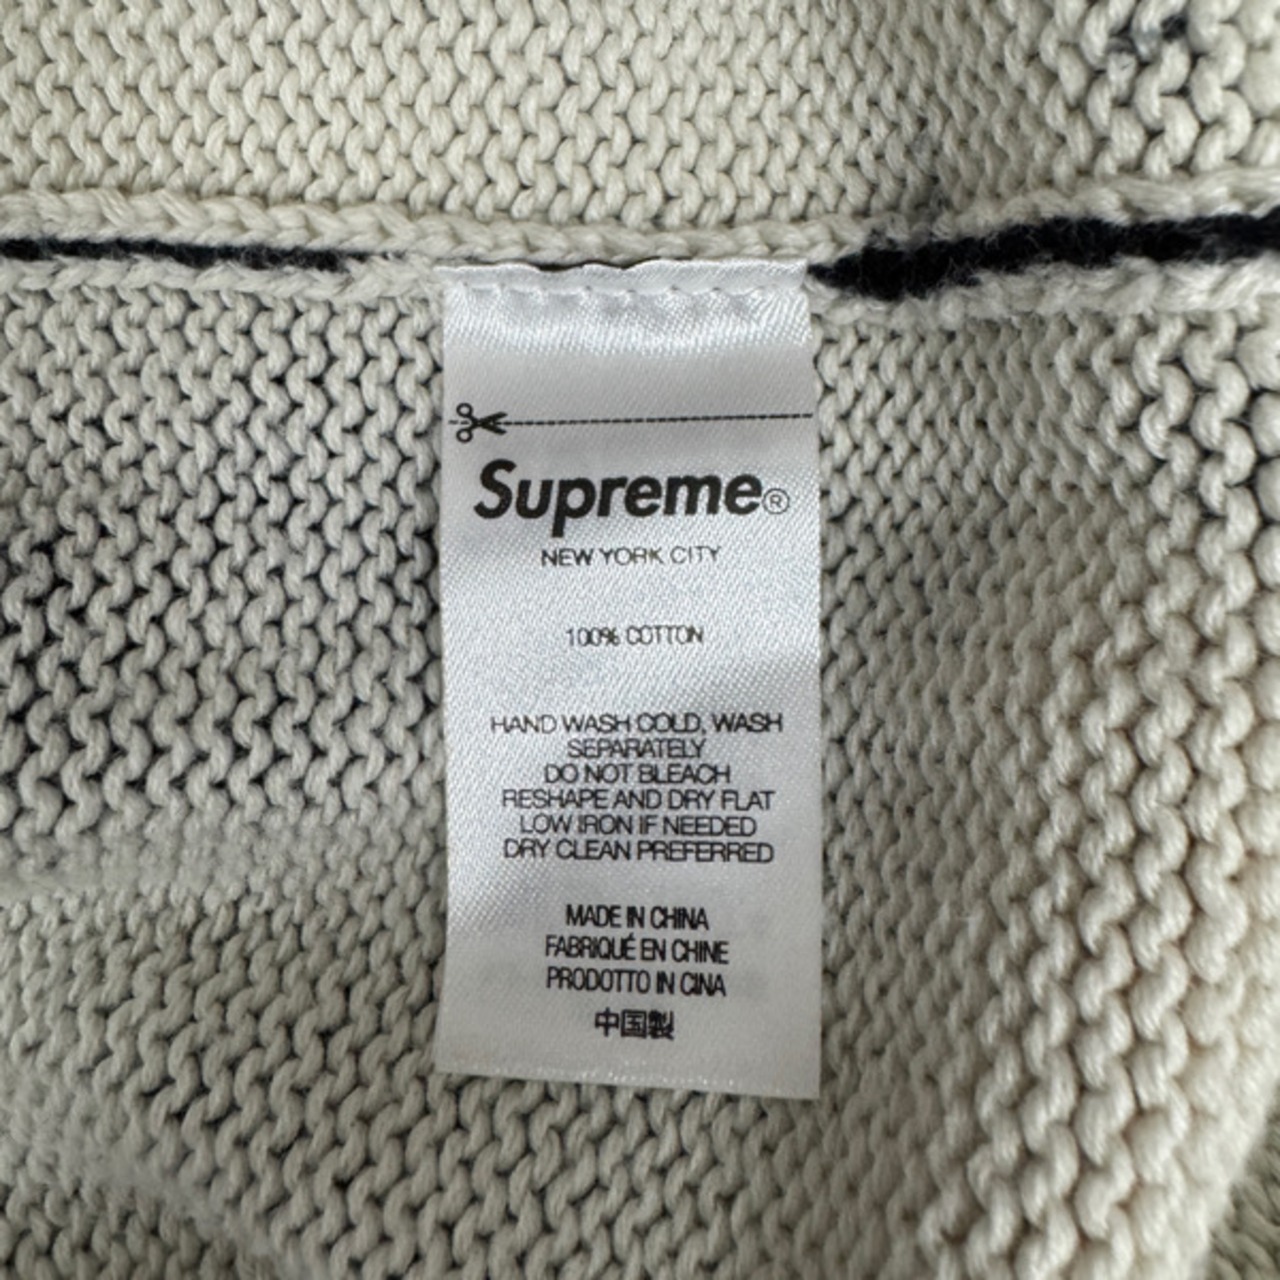 Supreme®
NEW YORK CITY
100% COTTON
HAND WASH COLD, WASH
SEPARATELY
DO NOT BLEACH
RESHAPE AND DRY FLAT
LOW IRON IF NEEDED
DRY CLEAN PREFERRED
MADE IN CHINA
FABRIQUÉ EN CHINE
PRODOTTO IN CINA
中国製